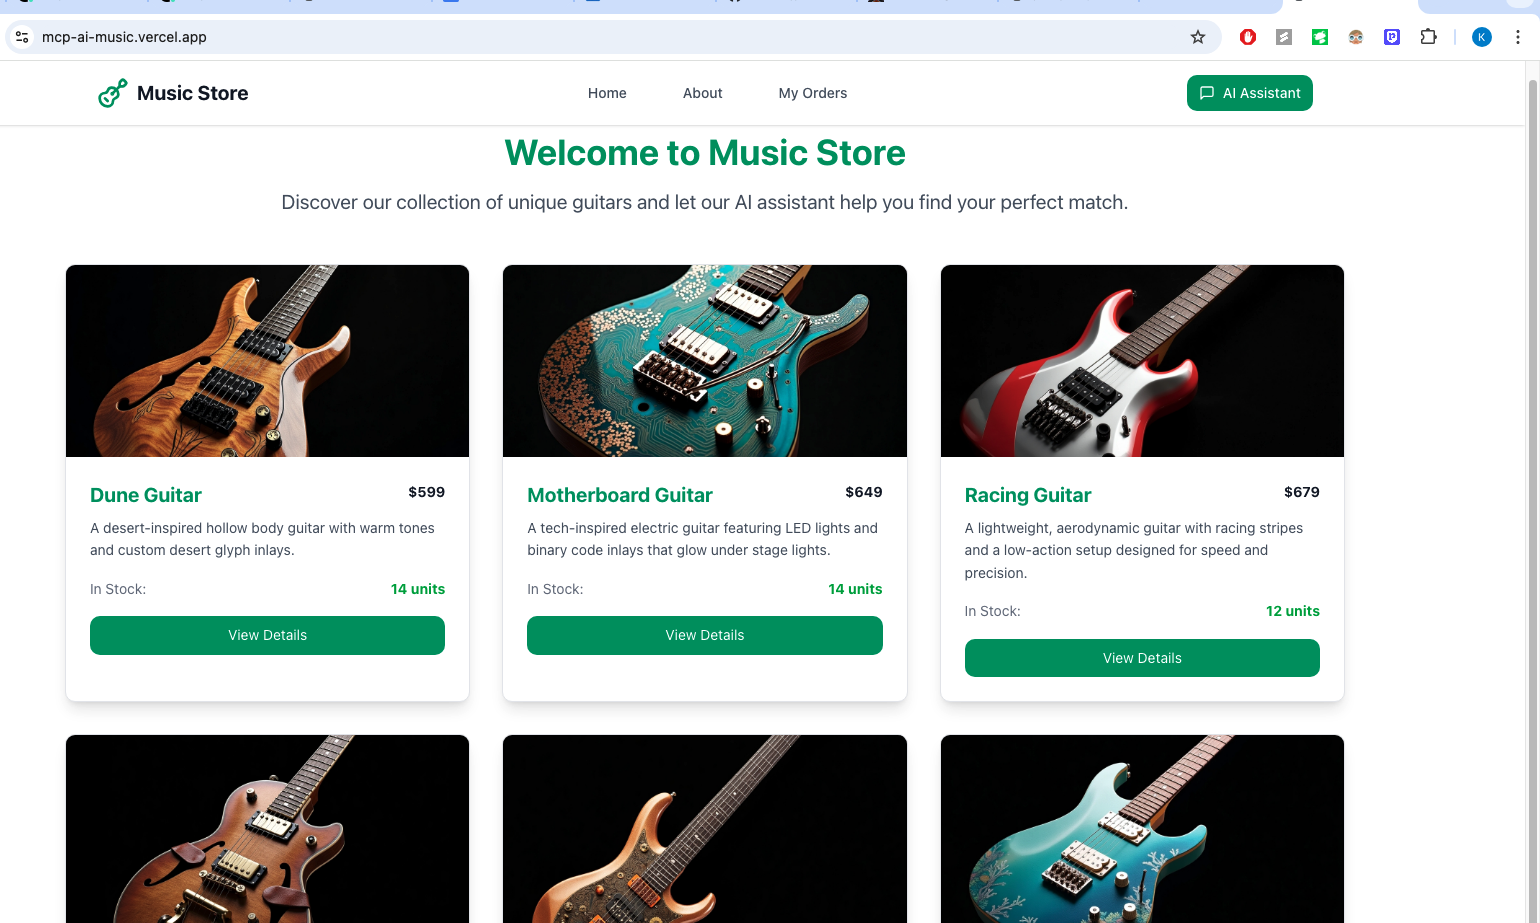 mcp-ai-music.vercel.app
K
Music Store
Home
About
My Orders
AI Assistant
Welcome to Music Store
Discover our collection of unique guitars and let our AI assistant help you find your perfect match.
Dune Guitar
$599
A desert-inspired hollow body guitar with warm tones
and custom desert glyph inlays.
In Stock:
14 units
View Details
Motherboard Guitar
$649
A tech-inspired electric guitar featuring LED lights and
binary code inlays that glow under stage lights.
In Stock:
14 units
View Details
Racing Guitar
$679
A lightweight, aerodynamic guitar with racing stripes
and a low-action setup designed for speed and
precision.
In Stock:
12 units
View Details